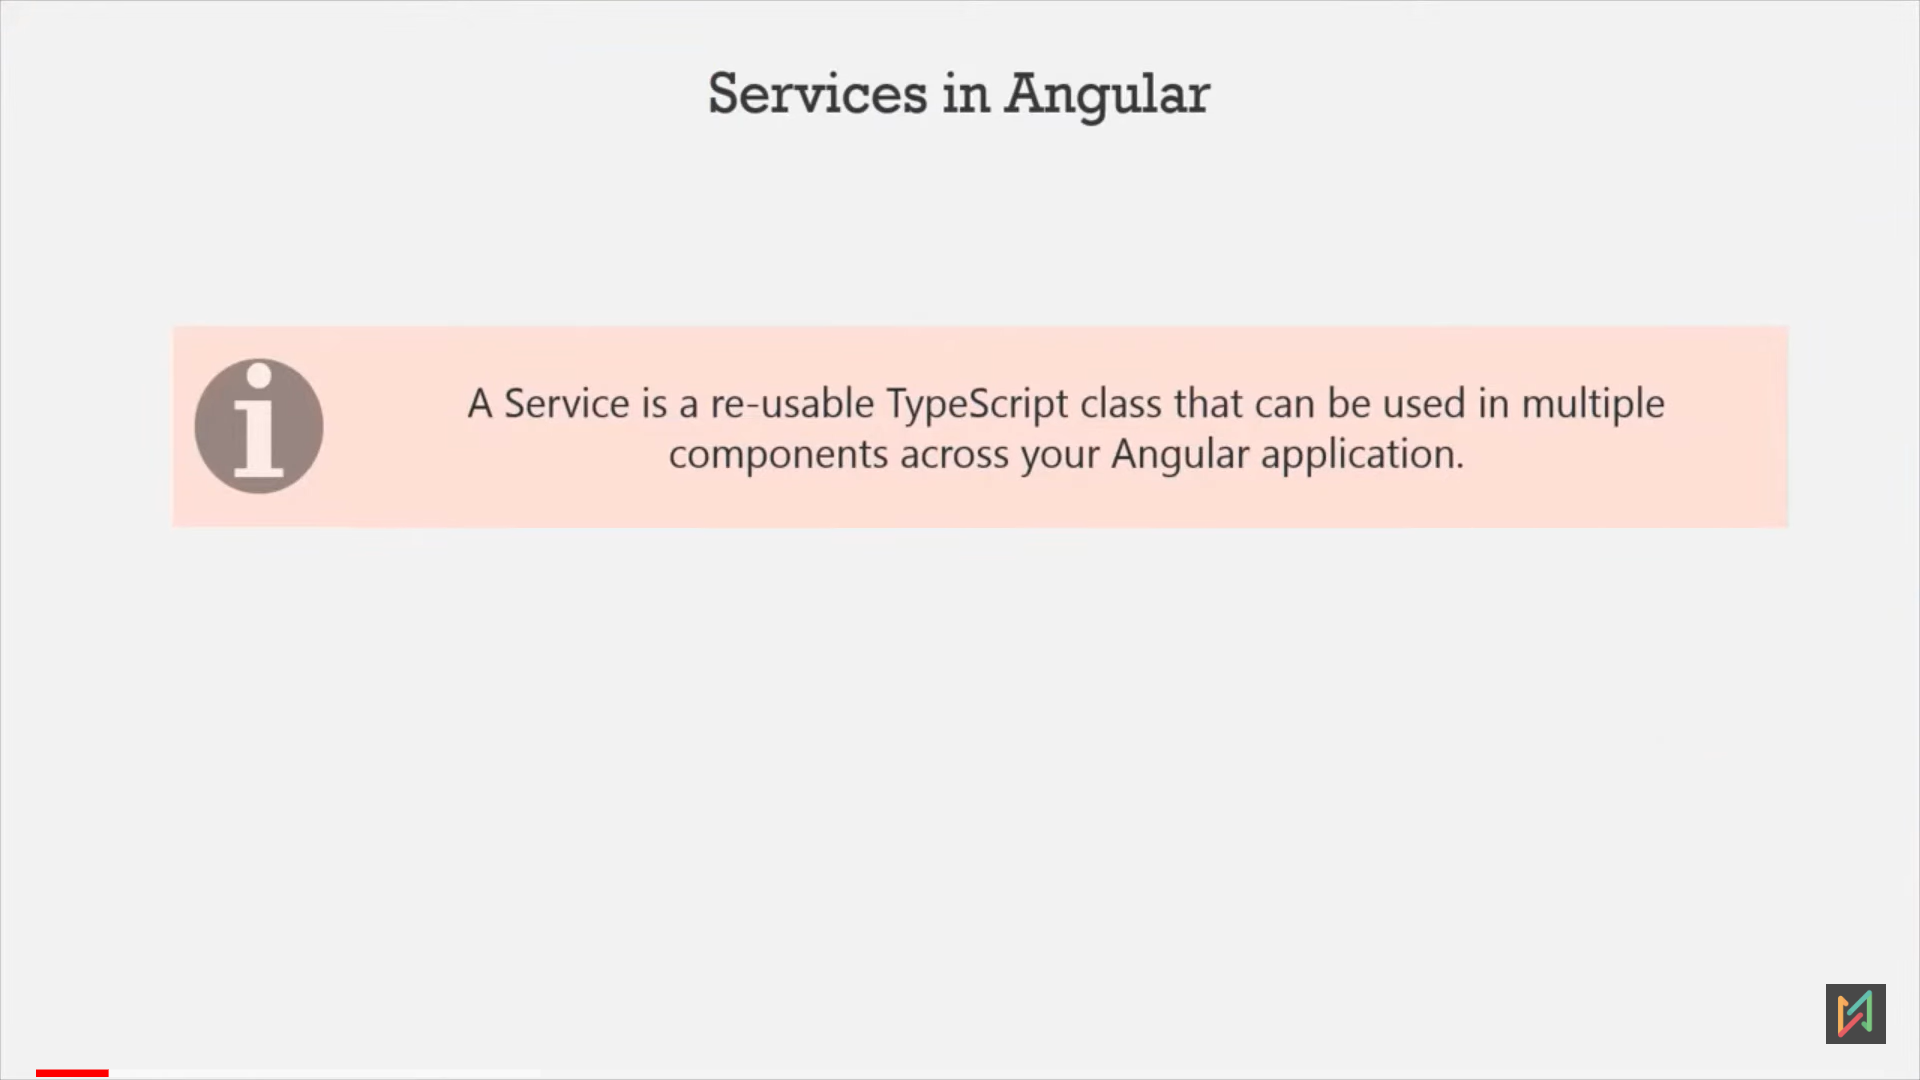 Services in Angular
A Service is a re-usable TypeScript class that can be used in multiple
components across your Angular application.